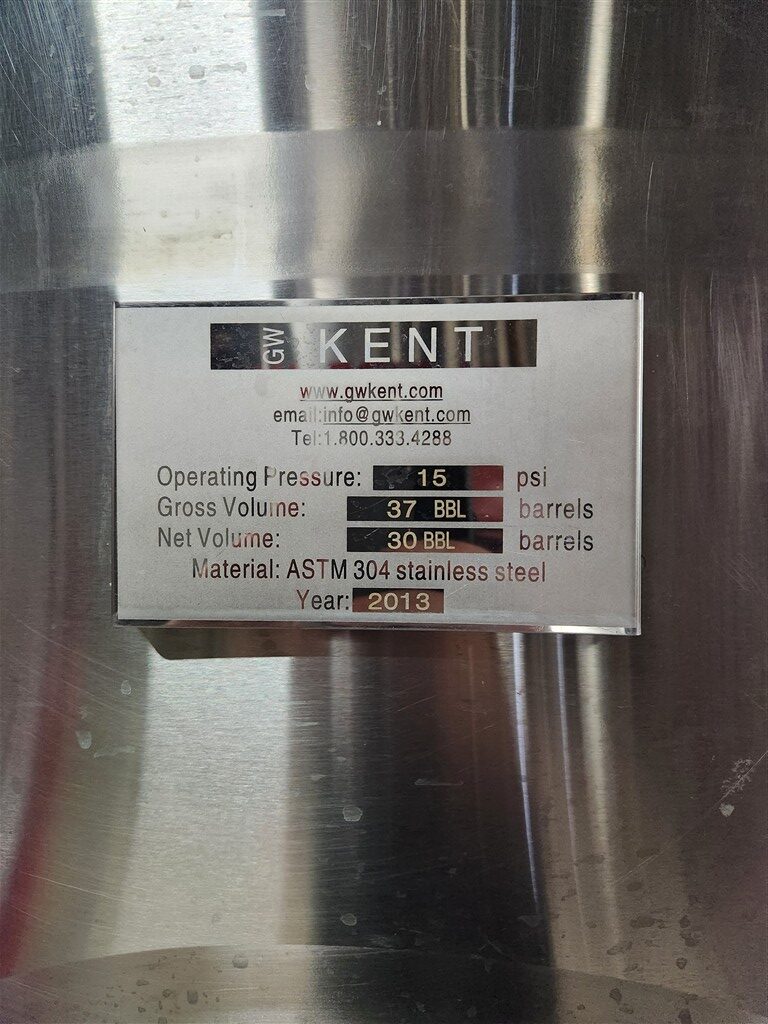 GW KENT
www.gwkent.com
email:info@gwkent.com
Tel:1.800.333.4288
Operating Pressure: 15 psi
Gross Volume: 37 BBL barrels
Net Volume: 30 BBL barrels
Material: ASTM 304 stainless steel
Year: 2013